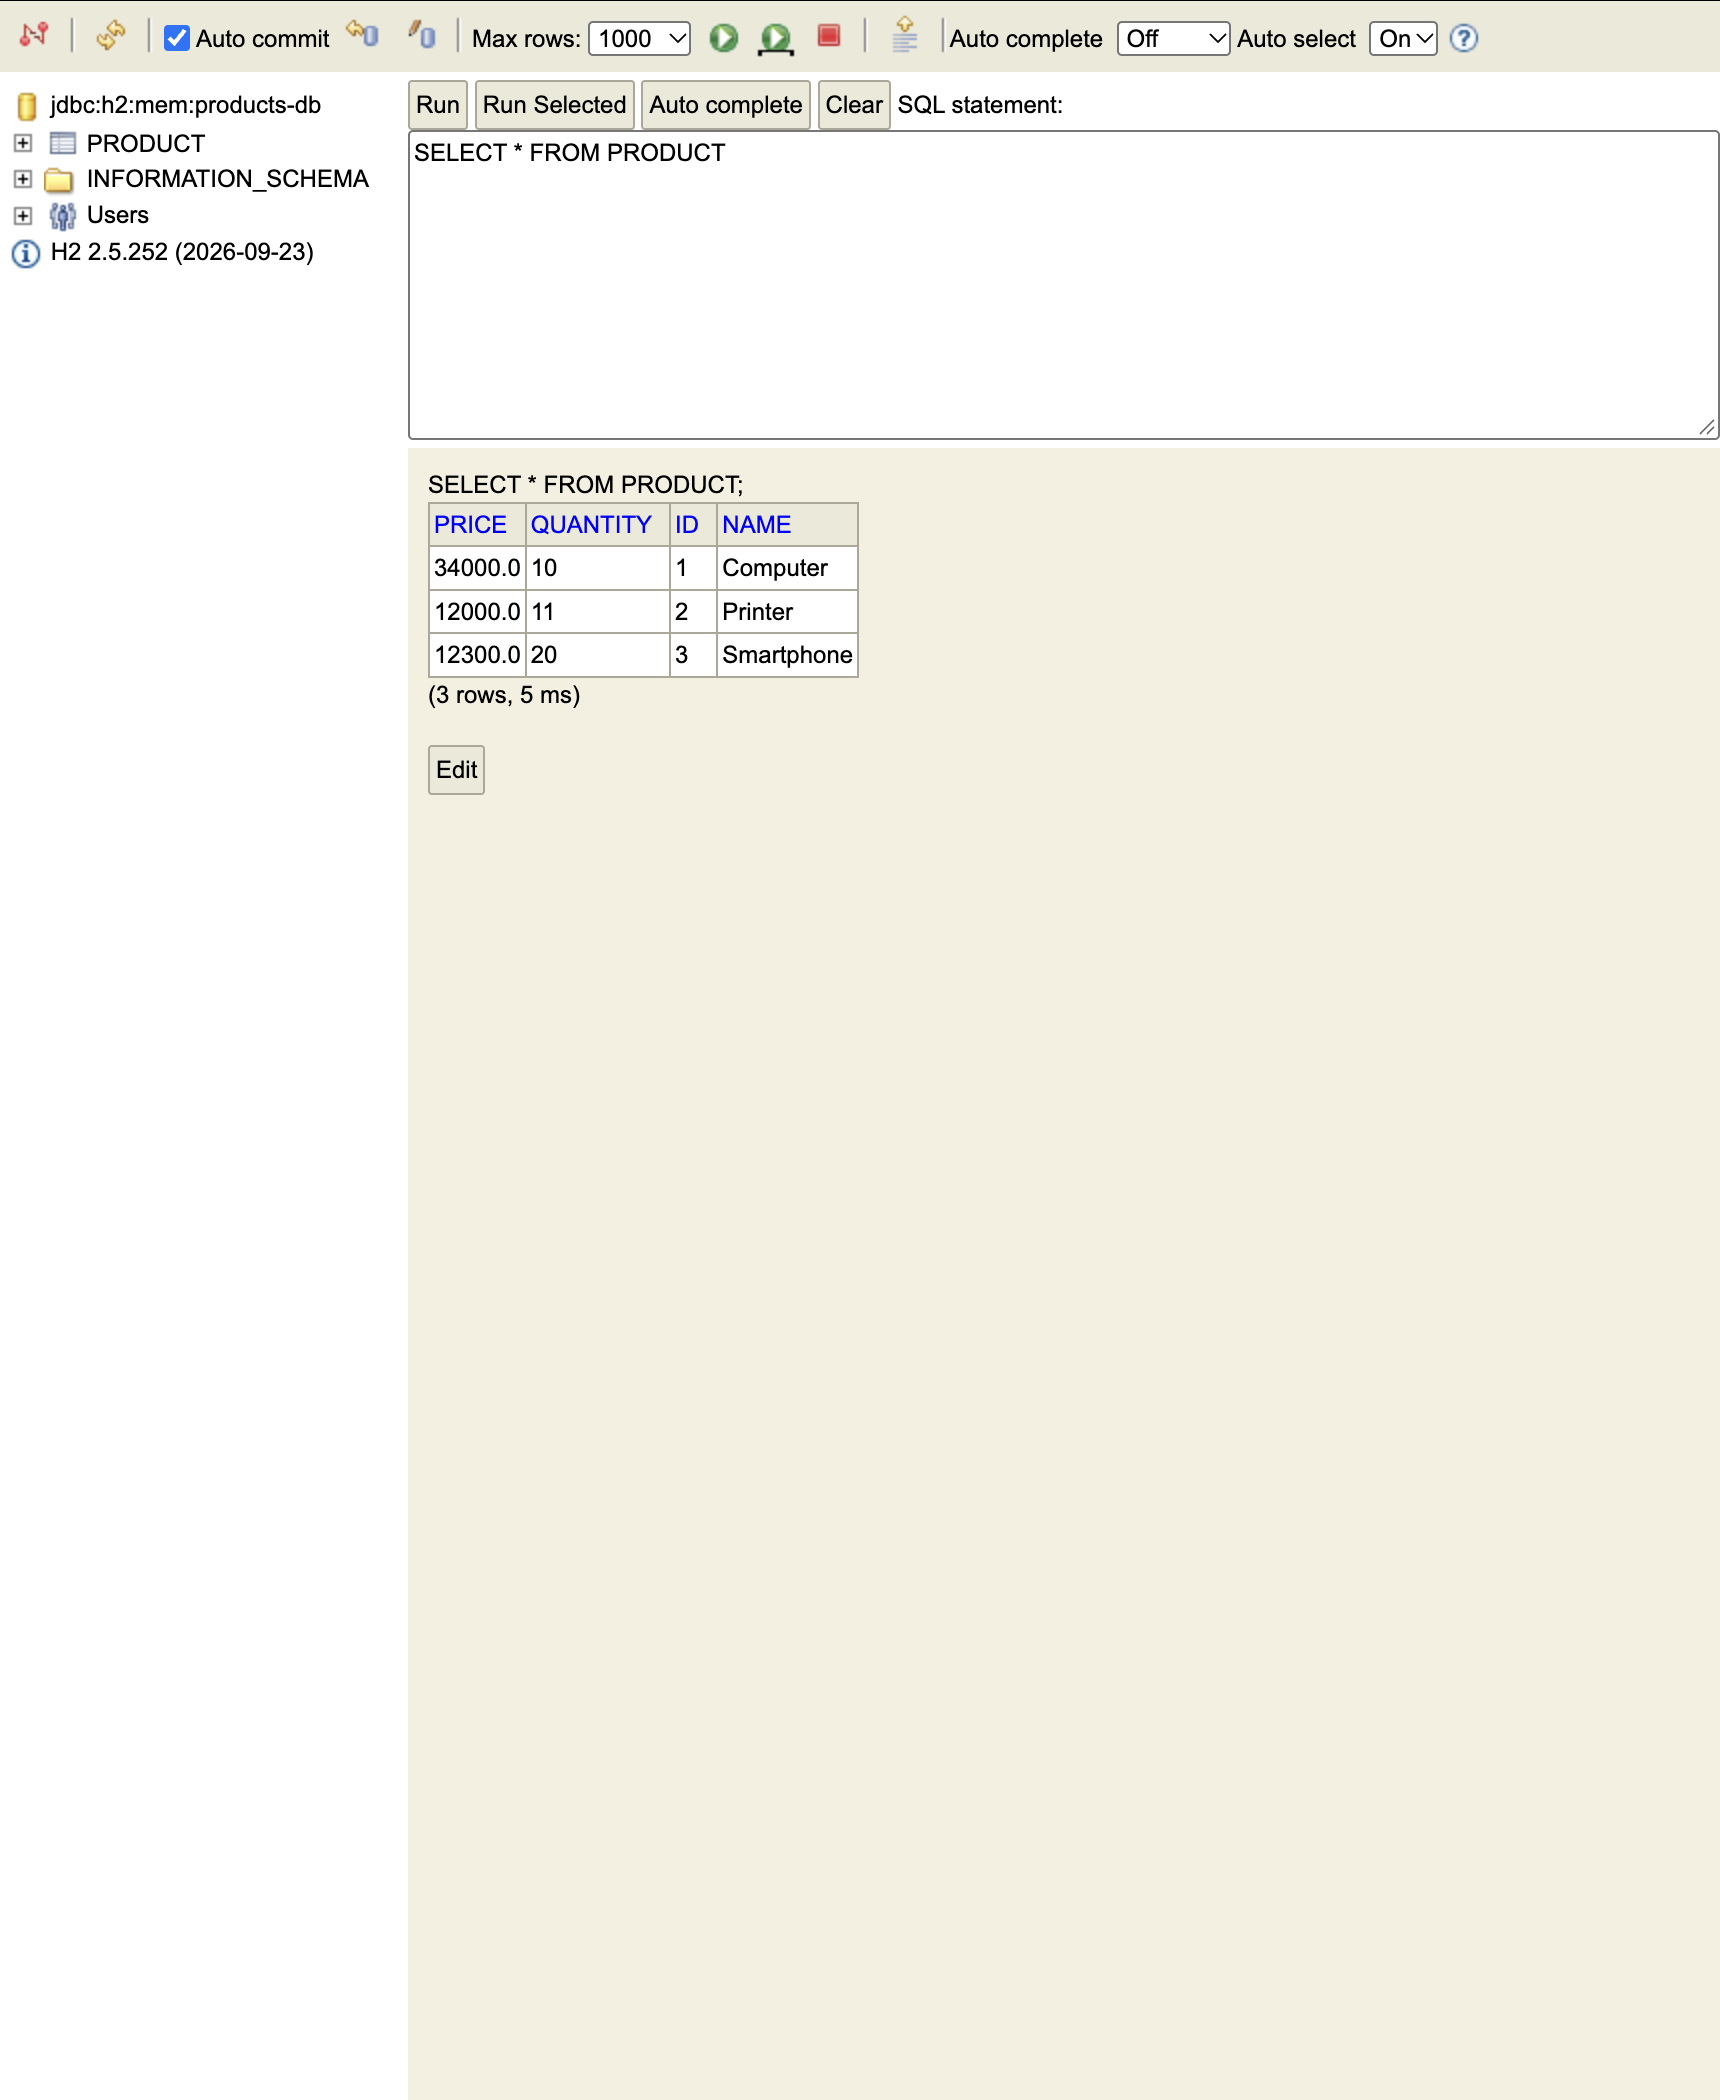 Auto commit Max rows: 1000 Auto complete Off Auto select On
jdbc:h2:mem:products-db
PRODUCT
INFORMATION_SCHEMA
Users
H2 2.5.252 (2026-09-23)
Run Run Selected Auto complete Clear SQL statement:
SELECT * FROM PRODUCT
SELECT * FROM PRODUCT;
PRICE QUANTITY ID NAME
34000.0 10 1 Computer
12000.0 11 2 Printer
12300.0 20 3 Smartphone
(3 rows, 5 ms)
Edit